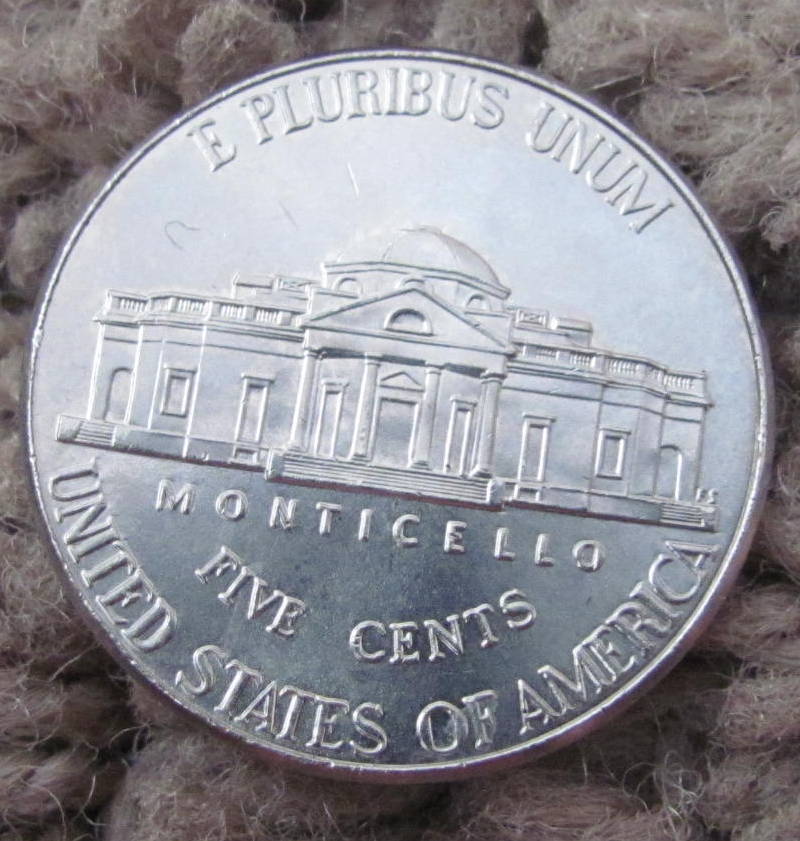 E PLURIBUS UNUM
MONTICELLO
FIVE CENTS
UNITED STATES OF AMERICA